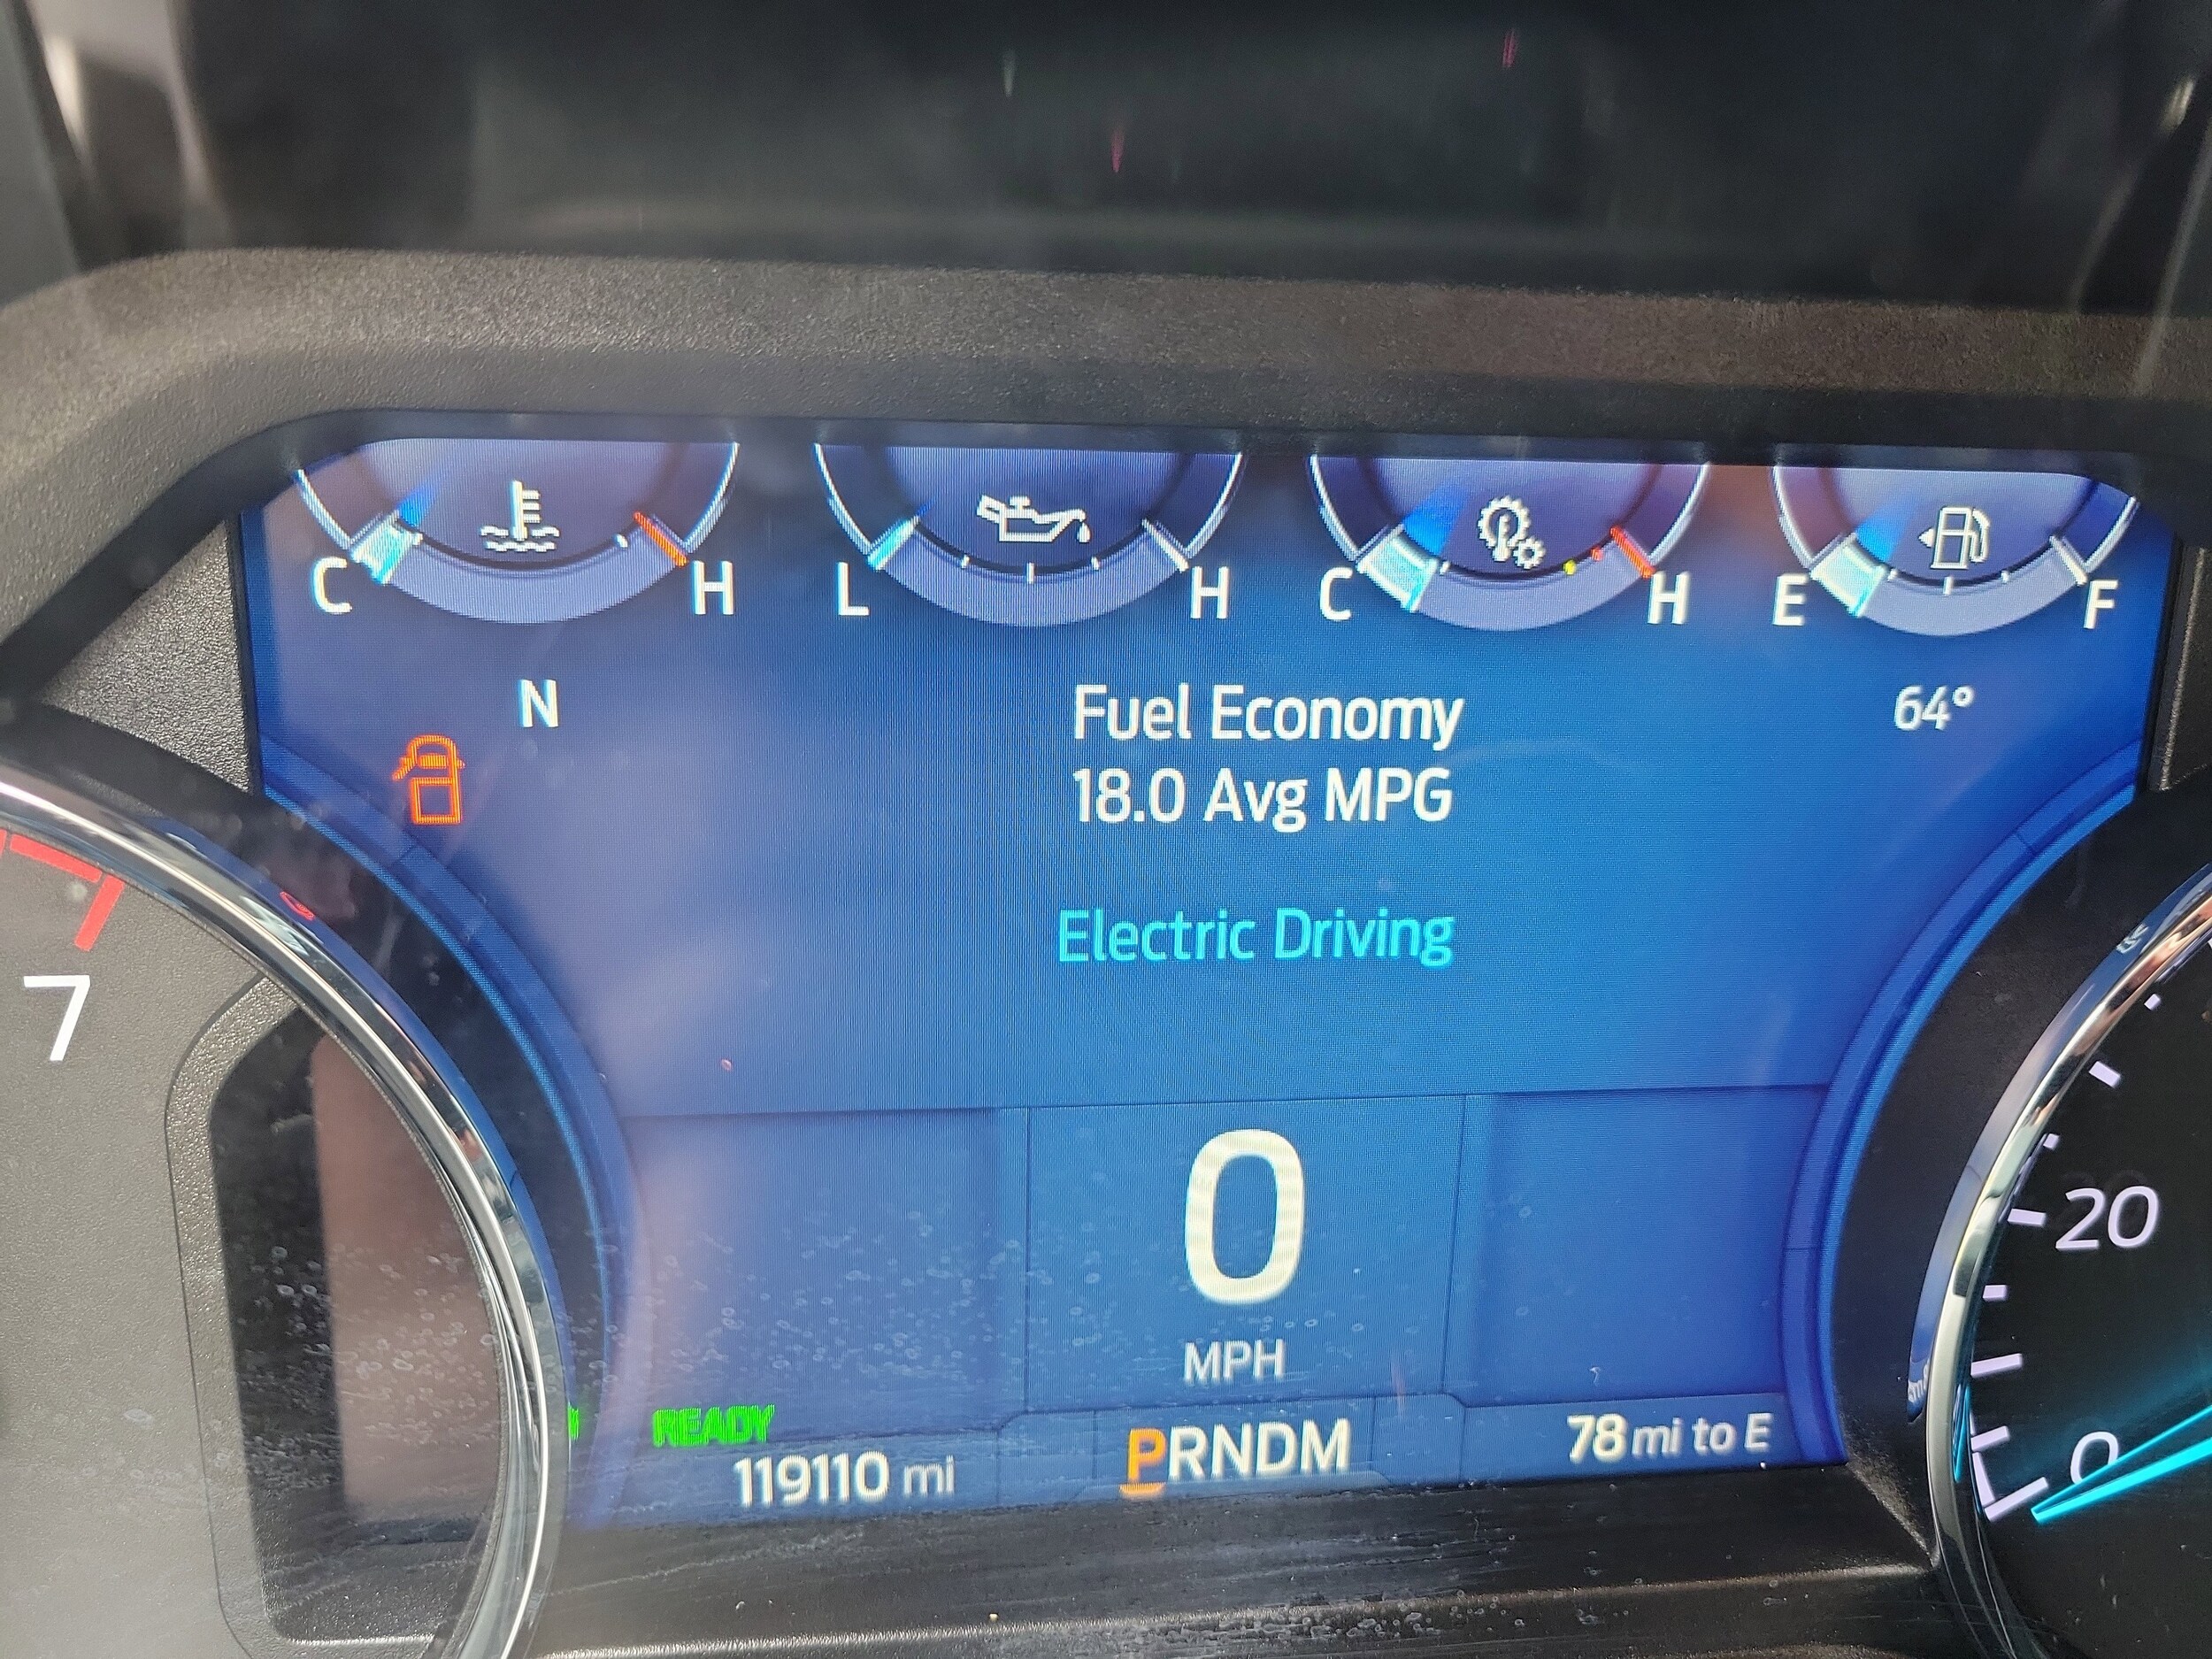 C H L H C H E F
N
64°
Fuel Economy
18.0 Avg MPG
Electric Driving
7
20
0
MPH
READY
119110 mi
PRNDM
78 mi to E
0